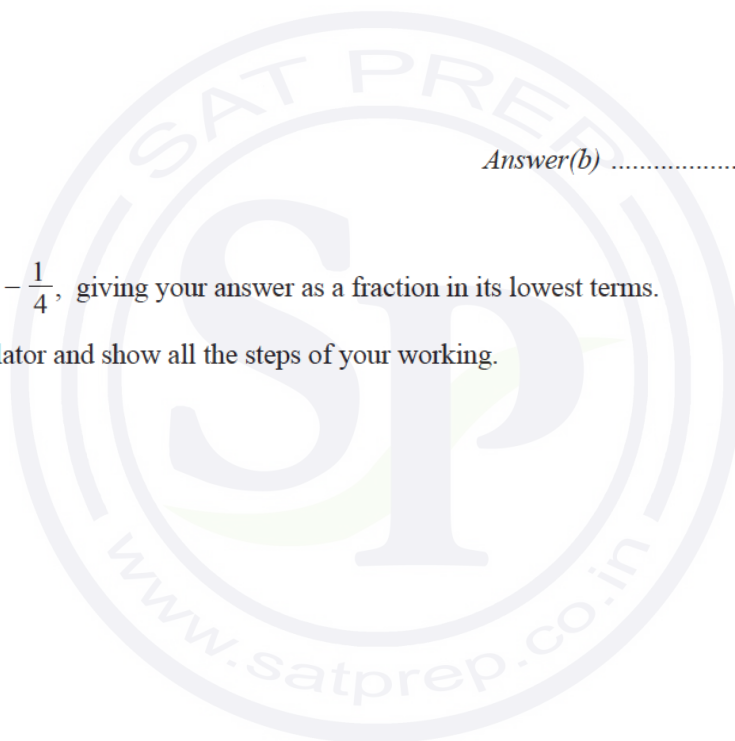 SAT PREP
Answer(b) ..................
− 1/4, giving your answer as a fraction in its lowest terms.
lator and show all the steps of your working.
SP
www.satprep.co.in